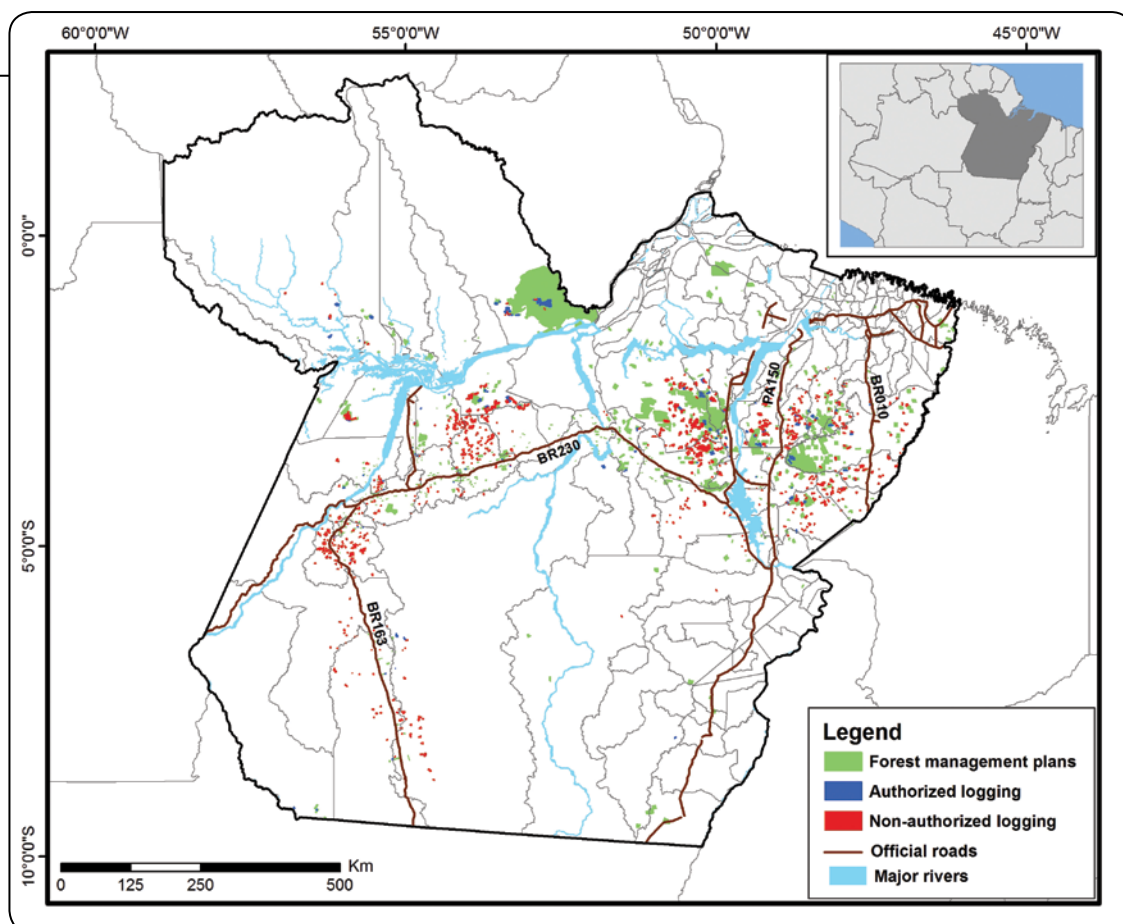 60°0'0"W 55°0'0"W 50°0'0"W 45°0'0"W
0°0'0"
5°0'0"S
10°0'0"S
PA150
BR010
BR230
BR163
Legend
Forest management plans
Authorized logging
Non-authorized logging
Official roads
Major rivers
Km
0 125 250 500